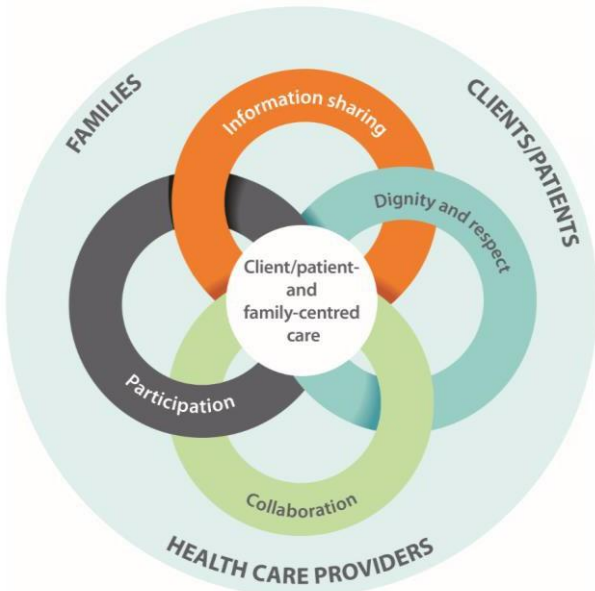 FAMILIES
CLIENTS/PATIENTS
Information sharing
Dignity and respect
Client/patient-
and
family-centred
care
Participation
Collaboration
HEALTH CARE PROVIDERS